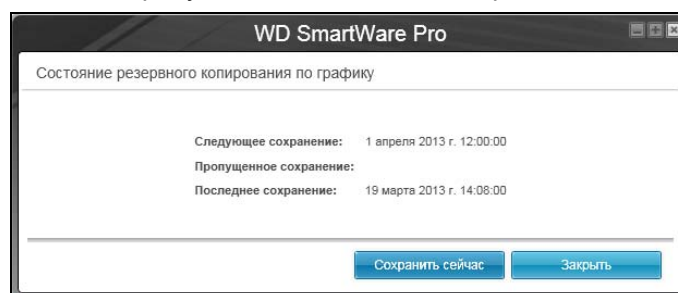 WD SmartWare Pro
Состояние резервного копирования по графику
Следующее сохранение: 1 апреля 2013 г. 12:00:00
Пропущенное сохранение:
Последнее сохранение: 19 марта 2013 г. 14:08:00
Сохранить сейчас Закрыть